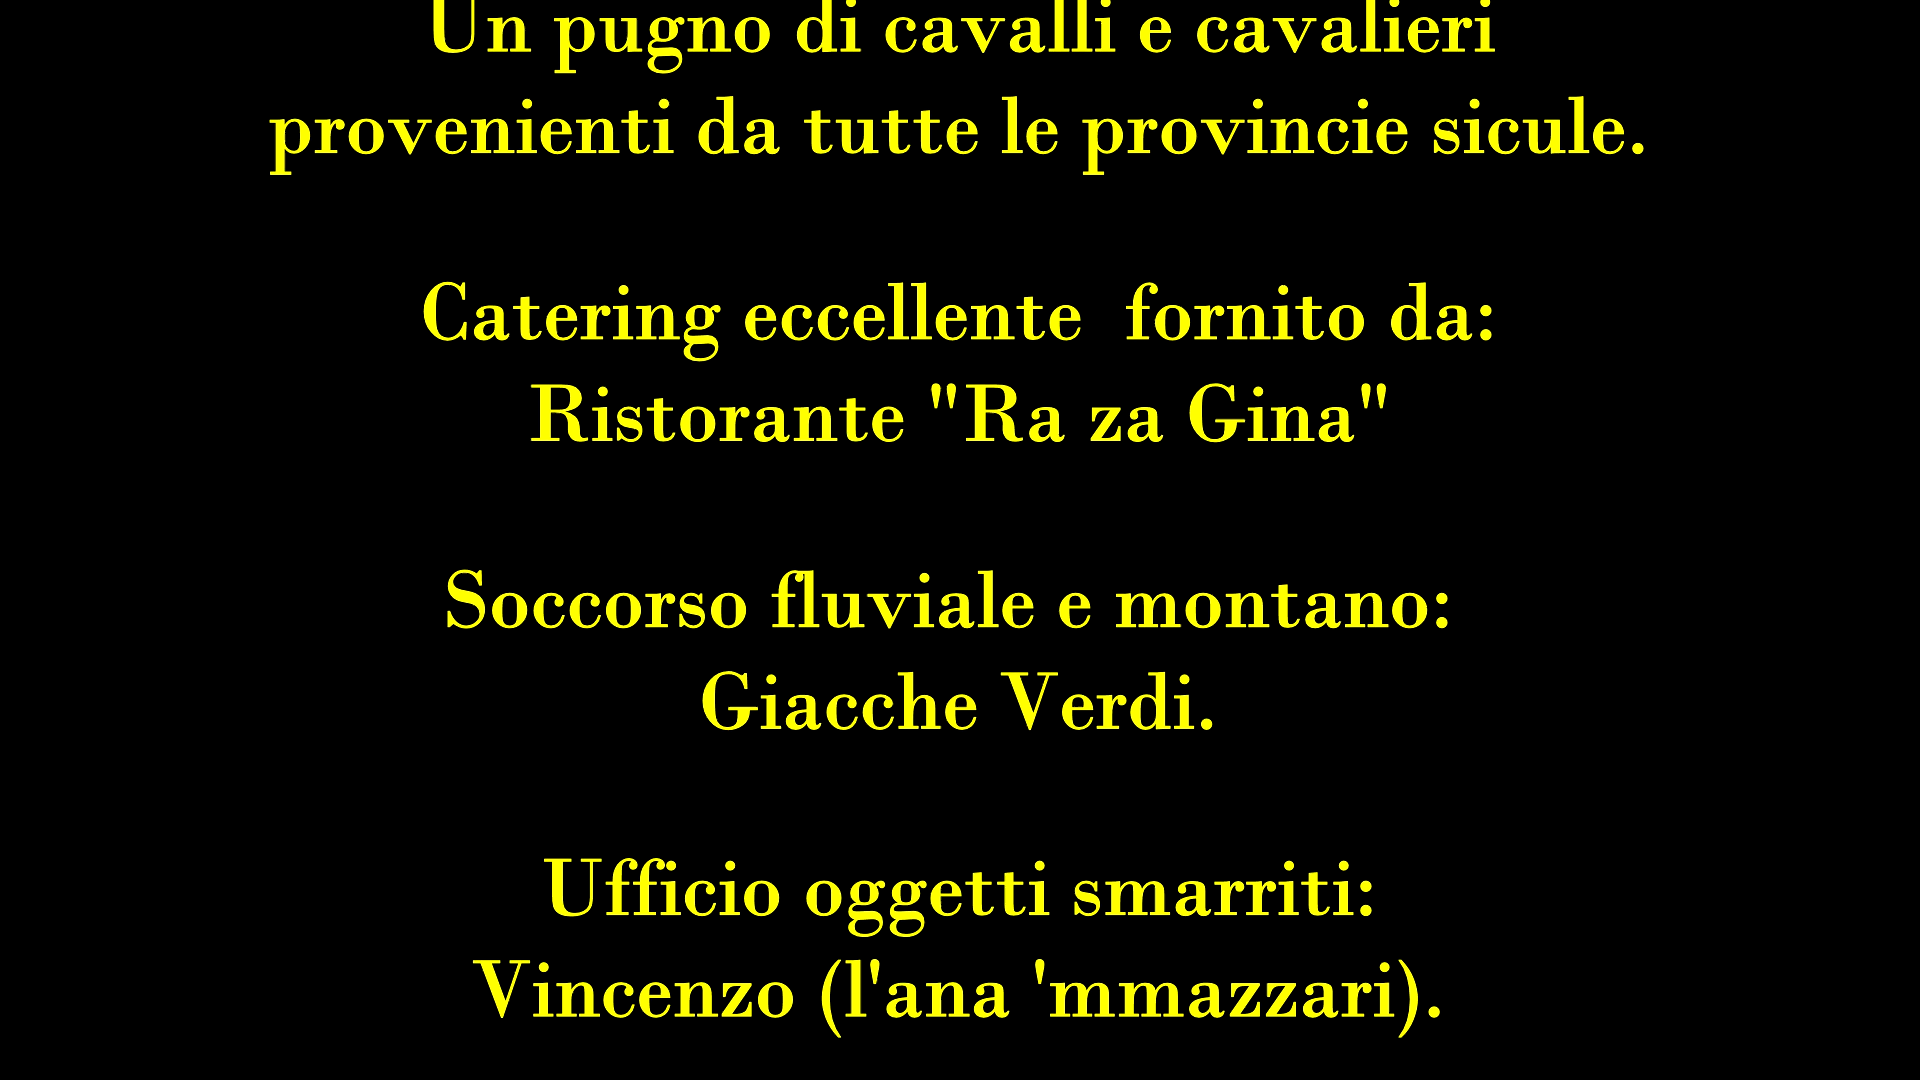 Un pugno di cavalli e cavalieri
provenienti da tutte le provincie sicule.
Catering eccellente  fornito da:
Ristorante "Ra za Gina"
Soccorso fluviale e montano:
Giacche Verdi.
Ufficio oggetti smarriti:
Vincenzo (l'ana 'mmazzari).